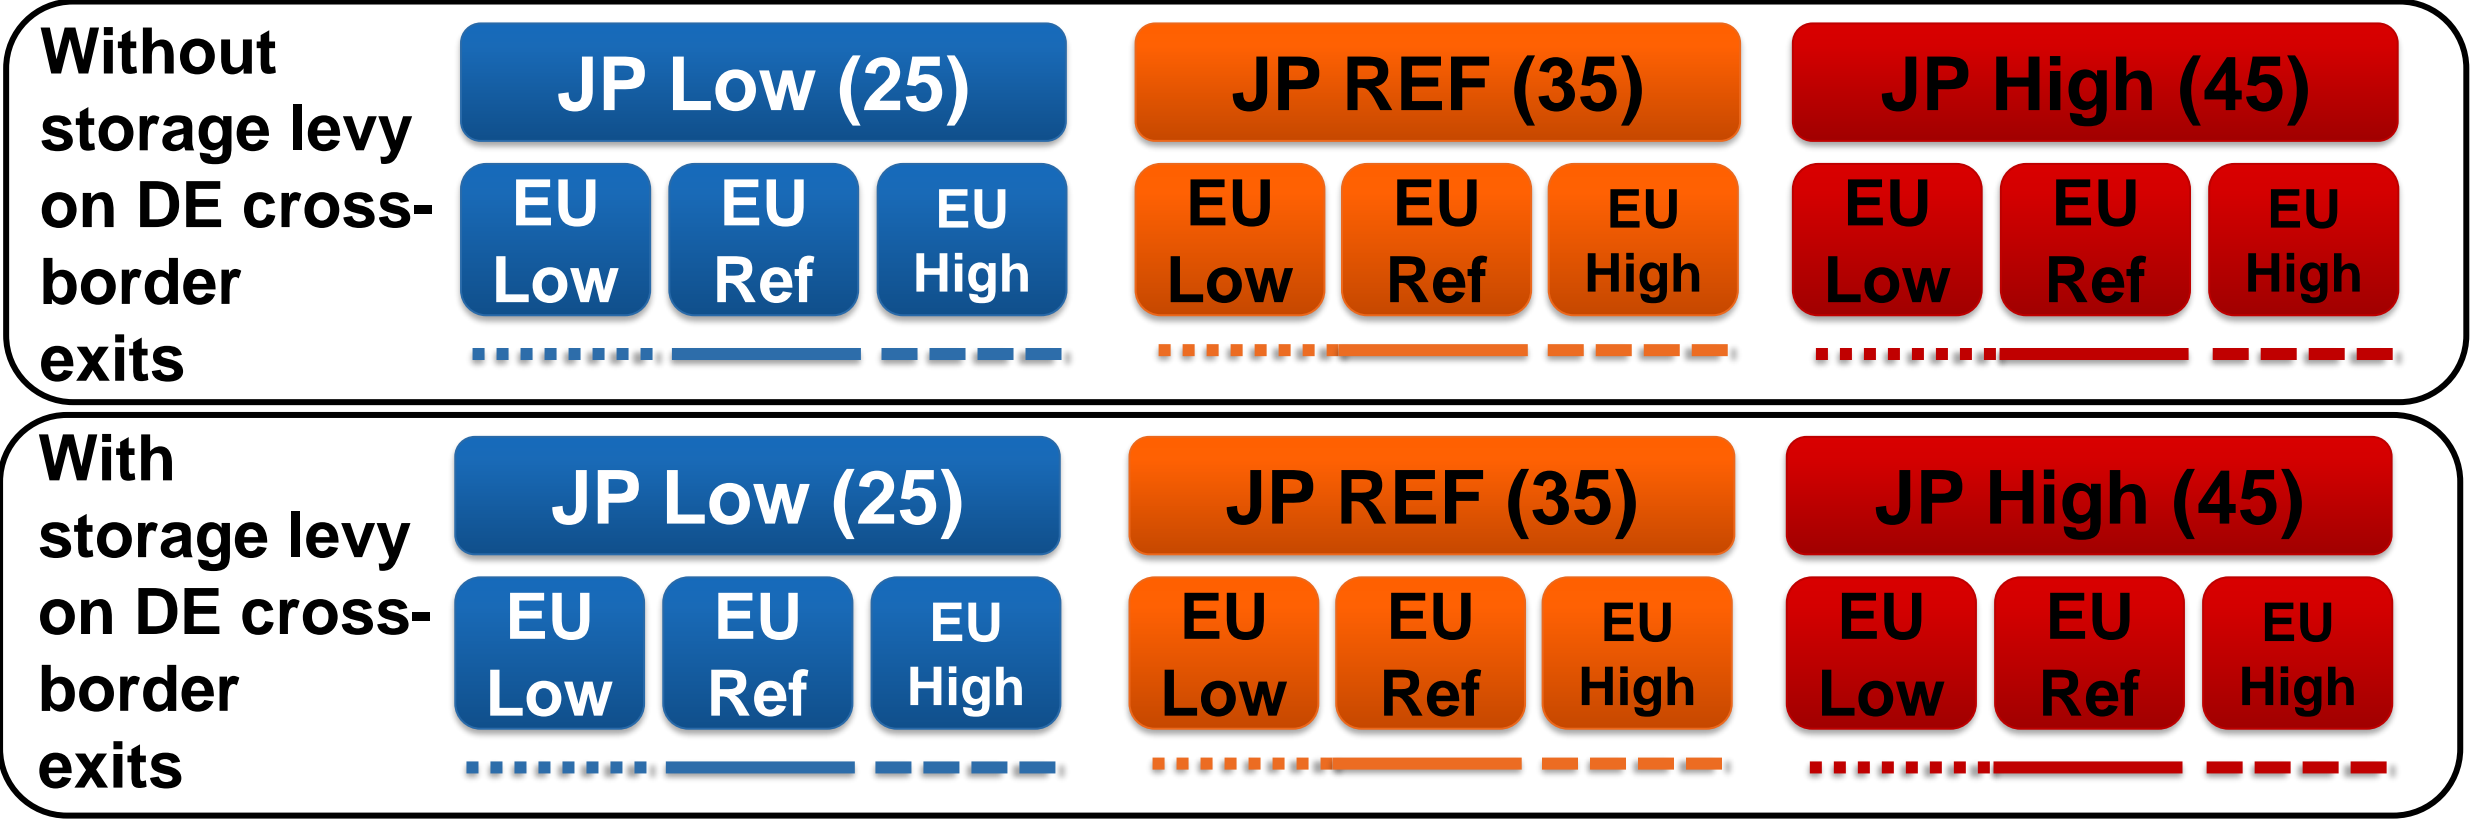 Without
storage levy
on DE cross-
border
exits
JP Low (25)
JP REF (35)
JP High (45)
EU
Low
EU
Ref
EU
High
EU
Low
EU
Ref
EU
High
EU
Low
EU
Ref
EU
High
With
storage levy
on DE cross-
border
exits
JP Low (25)
JP REF (35)
JP High (45)
EU
Low
EU
Ref
EU
High
EU
Low
EU
Ref
EU
High
EU
Low
EU
Ref
EU
High